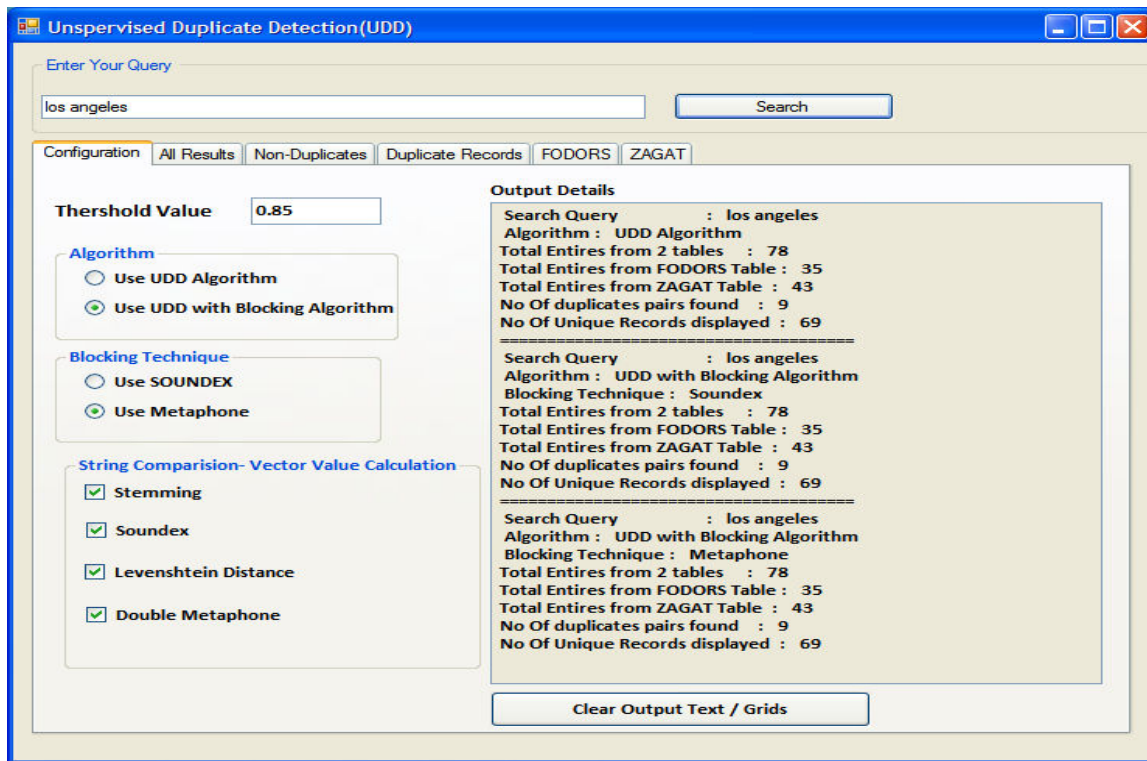 Unspervised Duplicate Detection(UDD)
Enter Your Query
los angeles
Search
Configuration
All Results
Non-Duplicates
Duplicate Records
FODORS
ZAGAT
Thershold Value
0.85
Algorithm
Use UDD Algorithm
Use UDD with Blocking Algorithm
Blocking Technique
Use SOUNDEX
Use Metaphone
String Comparision- Vector Value Calculation
Stemming
Soundex
Levenshtein Distance
Double Metaphone
Output Details
Search Query : los angeles
Algorithm : UDD Algorithm
Total Entires from 2 tables : 78
Total Entires from FODORS Table : 35
Total Entires from ZAGAT Table : 43
No Of duplicates pairs found : 9
No Of Unique Records displayed : 69
======================================
Search Query : los angeles
Algorithm : UDD with Blocking Algorithm
Blocking Technique : Soundex
Total Entires from 2 tables : 78
Total Entires from FODORS Table : 35
Total Entires from ZAGAT Table : 43
No Of duplicates pairs found : 9
No Of Unique Records displayed : 69
======================================
Search Query : los angeles
Algorithm : UDD with Blocking Algorithm
Blocking Technique : Metaphone
Total Entires from 2 tables : 78
Total Entires from FODORS Table : 35
Total Entires from ZAGAT Table : 43
No Of duplicates pairs found : 9
No Of Unique Records displayed : 69
Clear Output Text / Grids